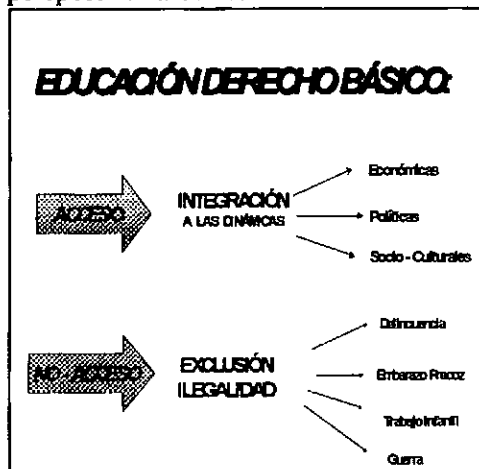 EDUCACIÓN DERECHO BÁSICO:
ACCESO
INTEGRACIÓN
A LAS DINÁMICAS
Económicas
Políticas
Socio - Culturales
NO - ACCESO
EXCLUSIÓN
ILEGALIDAD
Delincuencia
Embarazo Precoz
Trabajo Infantil
Guerra